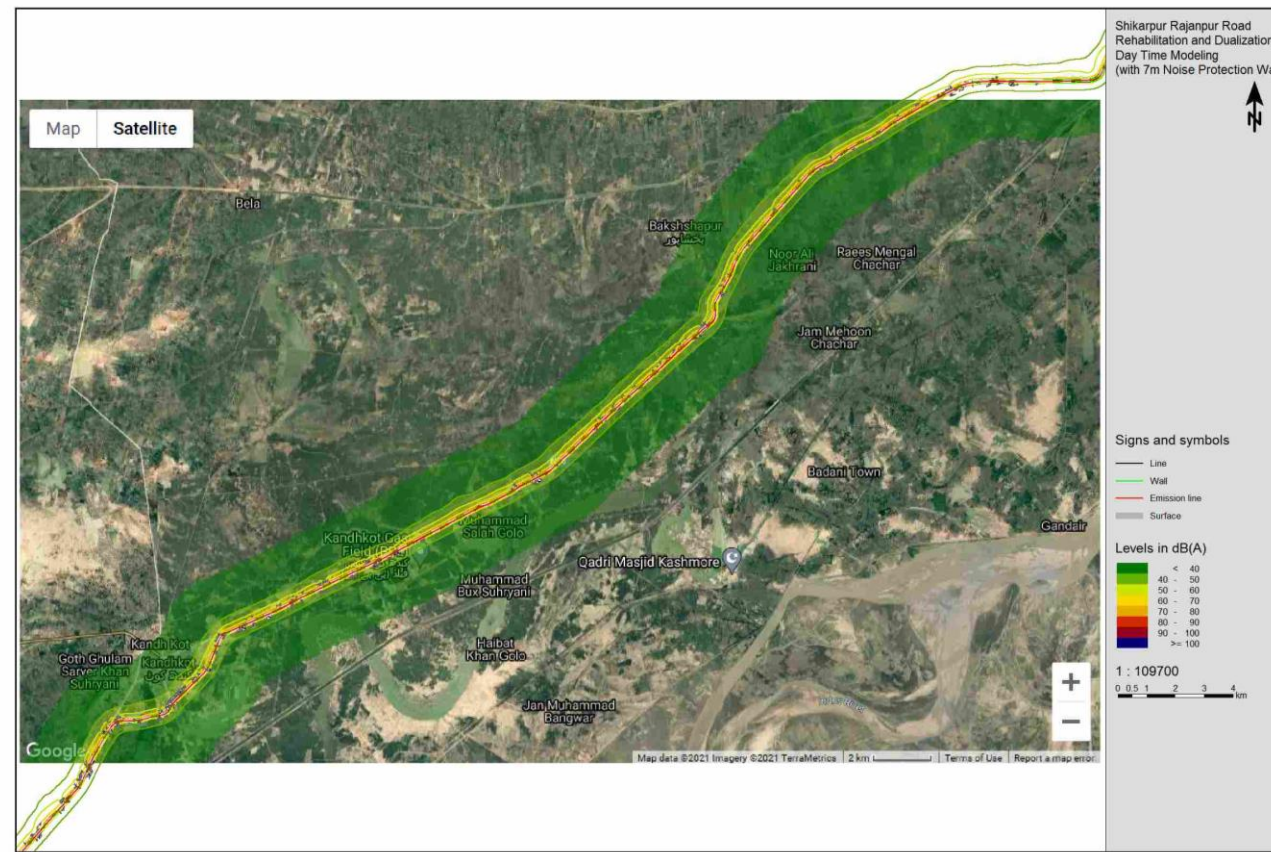 Shikarpur Rajanpur Road
Rehabilitation and Dualization
Day Time Modeling
(with 7m Noise Protection Wa
N
Map Satellite
Bela
Bakshshapur
Noor Ali
Jakhrani
Raees Mengal
Chachar
Jam Mehoon
Chachar
Badani Town
Gandair
Kandhkot Gas
Muhammad
Salah Golo
Qadri Masjid Kashmore
Muhammad
Bux Suhryani
Haibat
Khan Golo
Kandh Kot
Kandhkot
Goth Ghulam
Sarver Khan
Suhryani
Jan Muhammad
Bangwar
+
−
Google
Map data ©2021 Imagery ©2021 TerraMetrics 2 km Terms of Use Report a map error
Signs and symbols
Line
Wall
Emission line
Surface
Levels in dB(A)
< 40
40 - 50
50 - 60
60 - 70
70 - 80
80 - 90
90 - 100
>= 100
1 : 109700
0 0.5 1 2 3 4
km